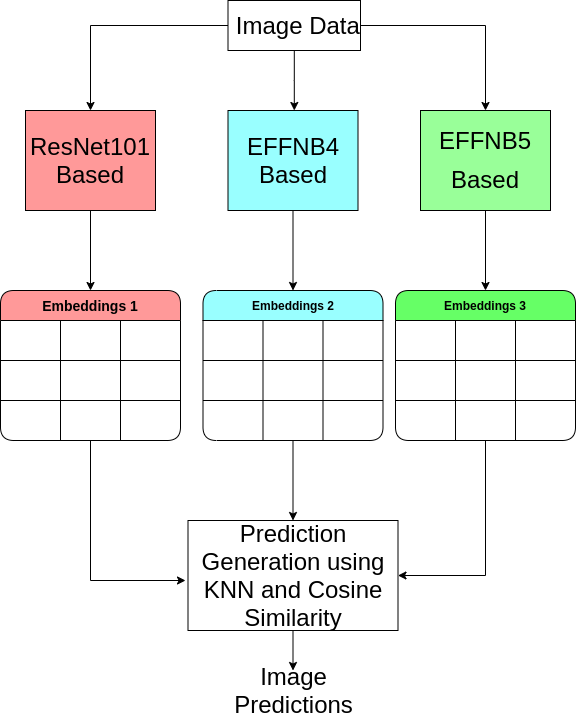 Image Data
ResNet101
Based
EFFNB4
Based
EFFNB5
Based
Embeddings 1
Embeddings 2
Embeddings 3
Prediction
Generation using
KNN and Cosine
Similarity
Image
Predictions